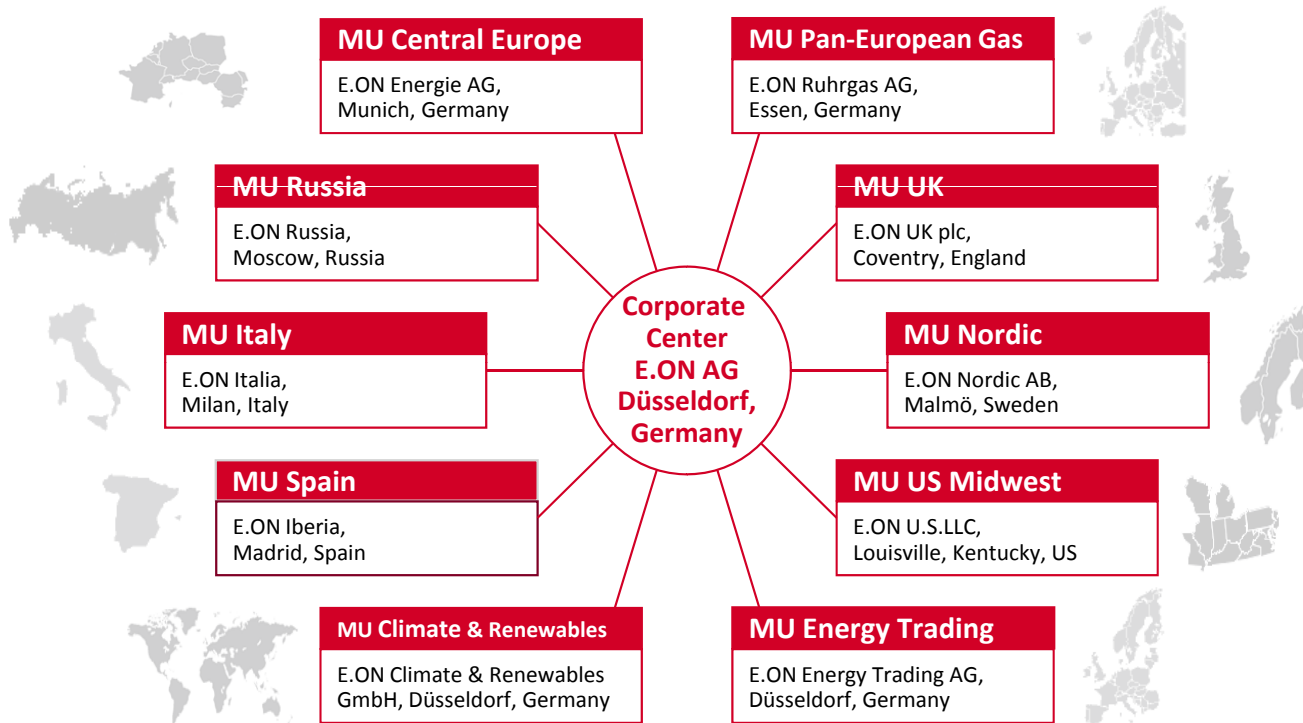 MU Central Europe
E.ON Energie AG,
Munich, Germany
MU Pan-European Gas
E.ON Ruhrgas AG,
Essen, Germany
MU Russia
E.ON Russia,
Moscow, Russia
MU UK
E.ON UK plc,
Coventry, England
Corporate
Center
E.ON AG
Düsseldorf,
Germany
MU Italy
E.ON Italia,
Milan, Italy
MU Nordic
E.ON Nordic AB,
Malmö, Sweden
MU Spain
E.ON Iberia,
Madrid, Spain
MU US Midwest
E.ON U.S.LLC,
Louisville, Kentucky, US
MU Climate & Renewables
E.ON Climate & Renewables
GmbH, Düsseldorf, Germany
MU Energy Trading
E.ON Energy Trading AG,
Düsseldorf, Germany